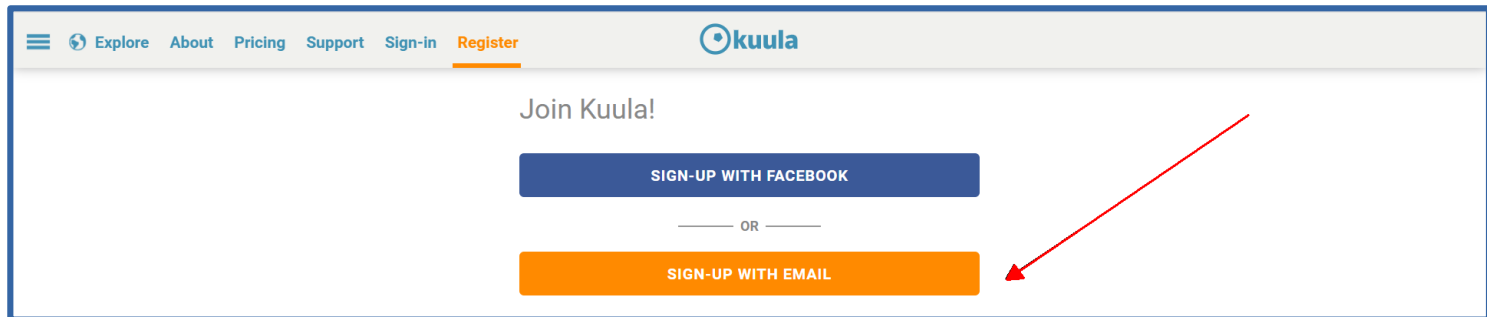 Explore About Pricing Support Sign-in Register kuula
Join Kuula!
SIGN-UP WITH FACEBOOK
OR
SIGN-UP WITH EMAIL